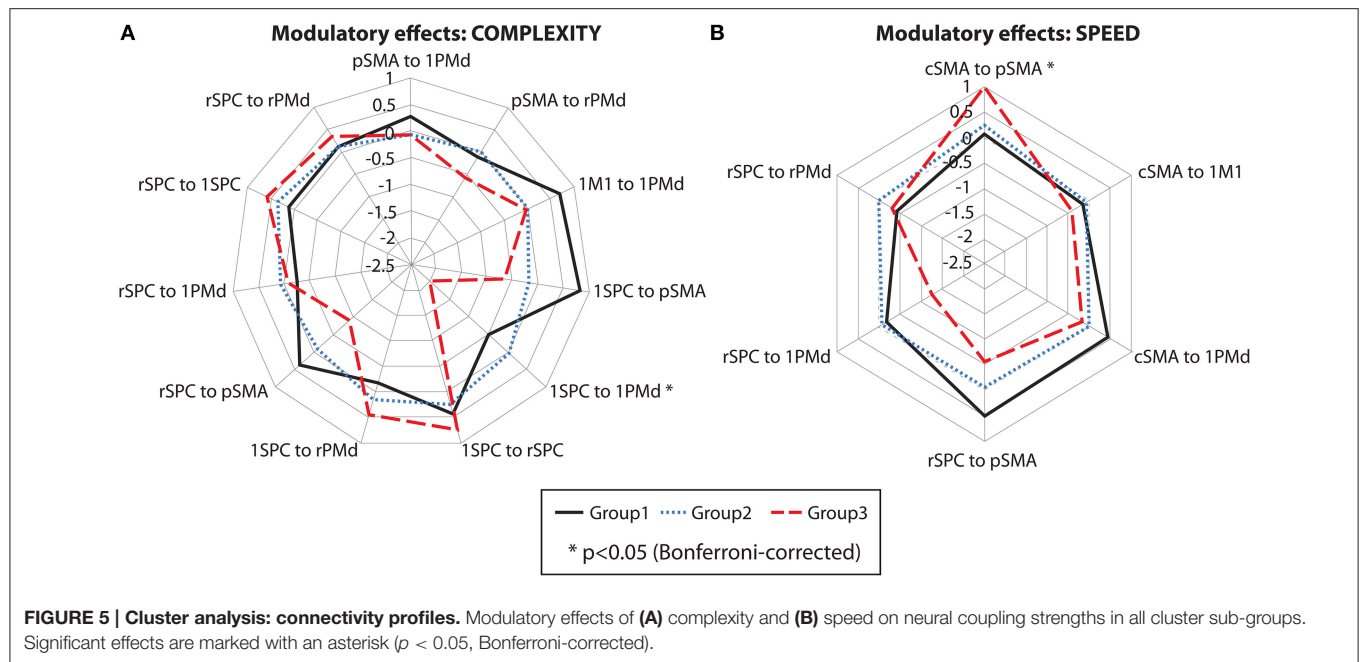 A
Modulatory effects: COMPLEXITY
pSMA to 1PMd
pSMA to rPMd
1M1 to 1PMd
1SPC to pSMA
1SPC to 1PMd *
1SPC to rSPC
1SPC to rPMd
rSPC to pSMA
rSPC to 1PMd
rSPC to 1SPC
rSPC to rPMd
1
0.5
0
-0.5
-1
-1.5
-2
-2.5
B
Modulatory effects: SPEED
cSMA to pSMA *
cSMA to 1M1
cSMA to 1PMd
rSPC to pSMA
rSPC to 1PMd
rSPC to rPMd
1
0.5
0
-0.5
-1
-1.5
-2
-2.5
Group1 Group2 Group3
* p<0.05 (Bonferroni-corrected)
FIGURE 5 | Cluster analysis: connectivity profiles. Modulatory effects of (A) complexity and (B) speed on neural coupling strengths in all cluster sub-groups.
Significant effects are marked with an asterisk (p < 0.05, Bonferroni-corrected).